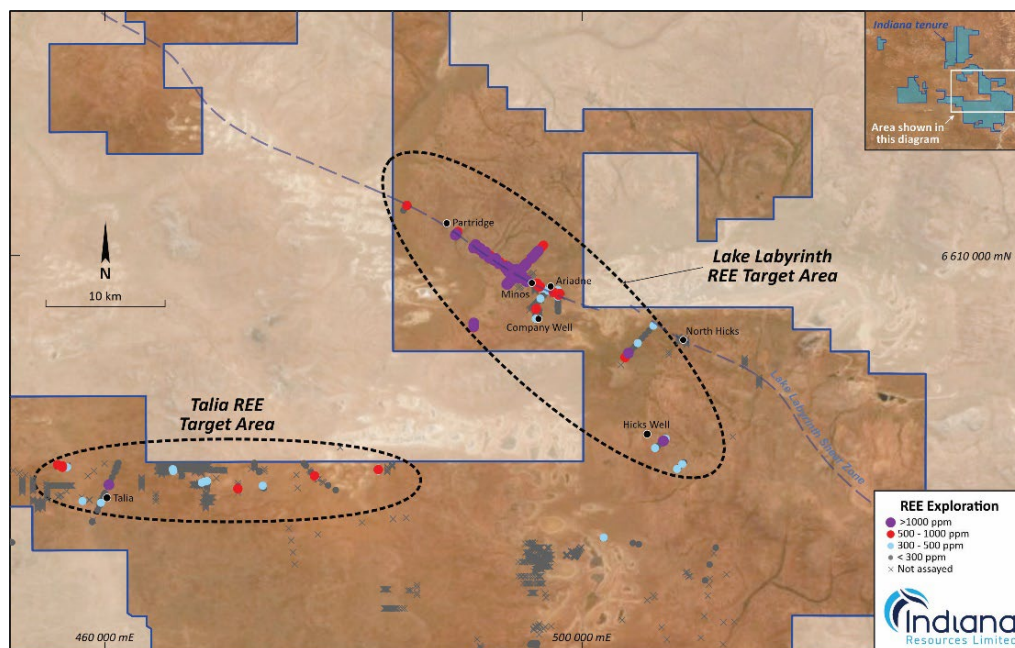 Indiana tenure
Area shown in
this diagram
Partridge
Lake Labyrinth
REE Target Area
6 610 000 mN
N
10 km
Minos
Ariadne
Company Well
North Hicks
Talia REE
Target Area
Lake Labyrinth Shear Zone
Hicks Well
Talia
REE Exploration
>1000 ppm
500 - 1000 ppm
300 - 500 ppm
< 300 ppm
Not assayed
460 000 mE
500 000 mE
Indiana
Resources Limited